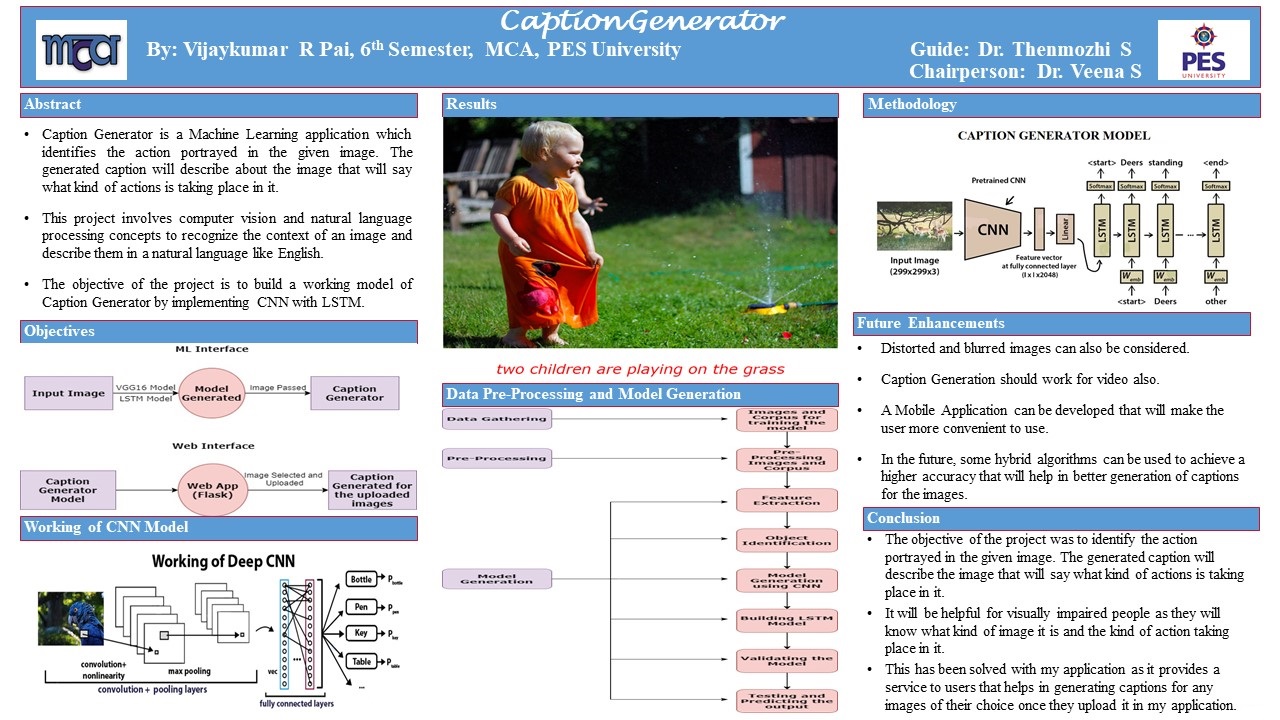 CaptionGenerator
mca
By: Vijaykumar R Pai, 6th Semester, MCA, PES University
Guide: Dr. Thenmozhi S
Chairperson: Dr. Veena S
PES
UNIVERSITY
Abstract
• Caption Generator is a Machine Learning application which
identifies the action portrayed in the given image. The
generated caption will describe about the image that will say
what kind of actions is taking place in it.
• This project involves computer vision and natural language
processing concepts to recognize the context of an image and
describe them in a natural language like English.
• The objective of the project is to build a working model of
Caption Generator by implementing CNN with LSTM.
Objectives
ML Interface
Input Image
VGG16 Model
LSTM Model
Model
Generated
Image Passed
Caption
Generator
Web Interface
Caption
Generator
Model
Web App
(Flask)
Image Selected and
Uploaded
Caption
Generated for
the uploaded
images
Working of CNN Model
Working of Deep CNN
convolution+
nonlinearity
max pooling
convolution + pooling layers
vec
...
fully connected layers
Bottle
Pbottle
Pen
Ppen
Key
Pkey
Table
Ptable
...
Results
two children are playing on the grass
Data Pre-Processing and Model Generation
Data Gathering
Images and
Corpus for
training the
model
Pre-Processing
Pre-
Processing
Images and
Corpus
Feature
Extraction
Object
Identification
Model
Generation
Model
Generation
using CNN
Building LSTM
Model
Validating the
Model
Testing and
Predicting the
output
Methodology
CAPTION GENERATOR MODEL
<start> Deers standing <end>
Softmax Softmax Softmax Softmax
Pretrained CNN
CNN
Linear
LSTM LSTM LSTM ... LSTM
Input Image
(299x299x3)
Feature vector
at fully connected layer
(l x l x2048)
Wemb Wemb Wemb
<start> Deers other
Future Enhancements
• Distorted and blurred images can also be considered.
• Caption Generation should work for video also.
• A Mobile Application can be developed that will make the
user more convenient to use.
• In the future, some hybrid algorithms can be used to achieve a
higher accuracy that will help in better generation of captions
for the images.
Conclusion
• The objective of the project was to identify the action
portrayed in the given image. The generated caption will
describe the image that will say what kind of actions is taking
place in it.
• It will be helpful for visually impaired people as they will
know what kind of image it is and the kind of action taking
place in it.
• This has been solved with my application as it provides a
service to users that helps in generating captions for any
images of their choice once they upload it in my application.